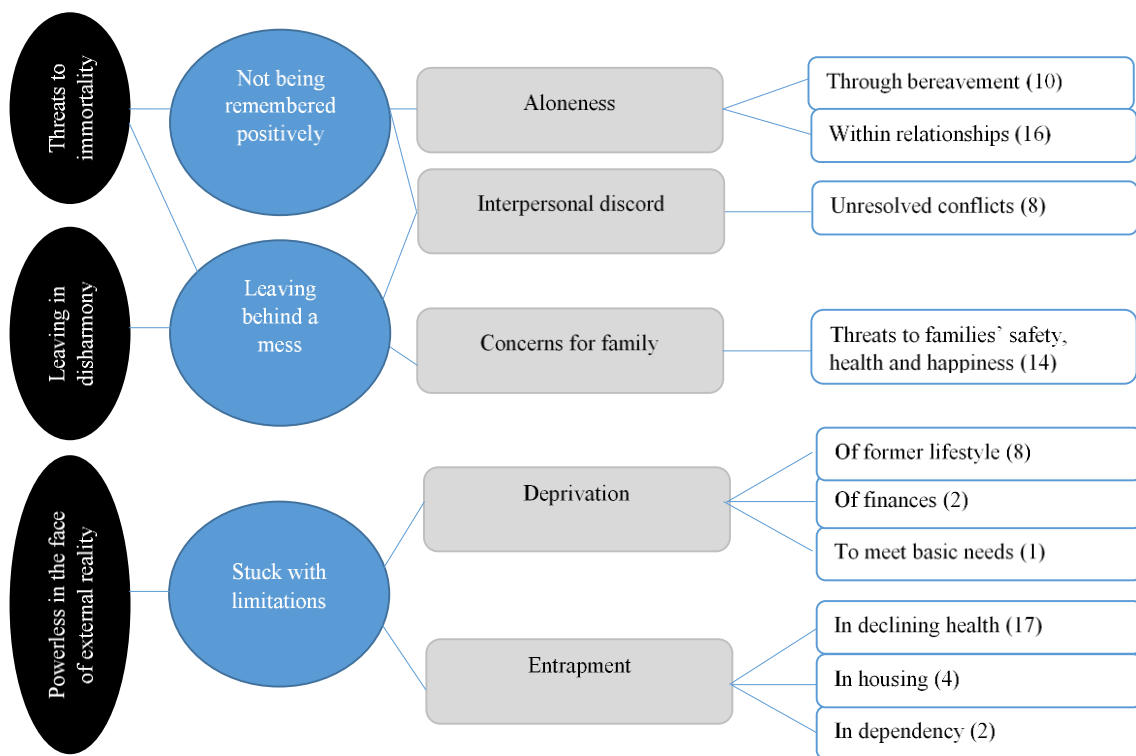 Threats to
immortality
Not being
remembered
positively
Aloneness
Through bereavement (10)
Within relationships (16)
Interpersonal discord
Unresolved conflicts (8)
Leaving in
disharmony
Leaving
behind a
mess
Concerns for family
Threats to families’ safety,
health and happiness (14)
Powerless in the face
of external reality
Stuck with
limitations
Deprivation
Of former lifestyle (8)
Of finances (2)
To meet basic needs (1)
Entrapment
In declining health (17)
In housing (4)
In dependency (2)